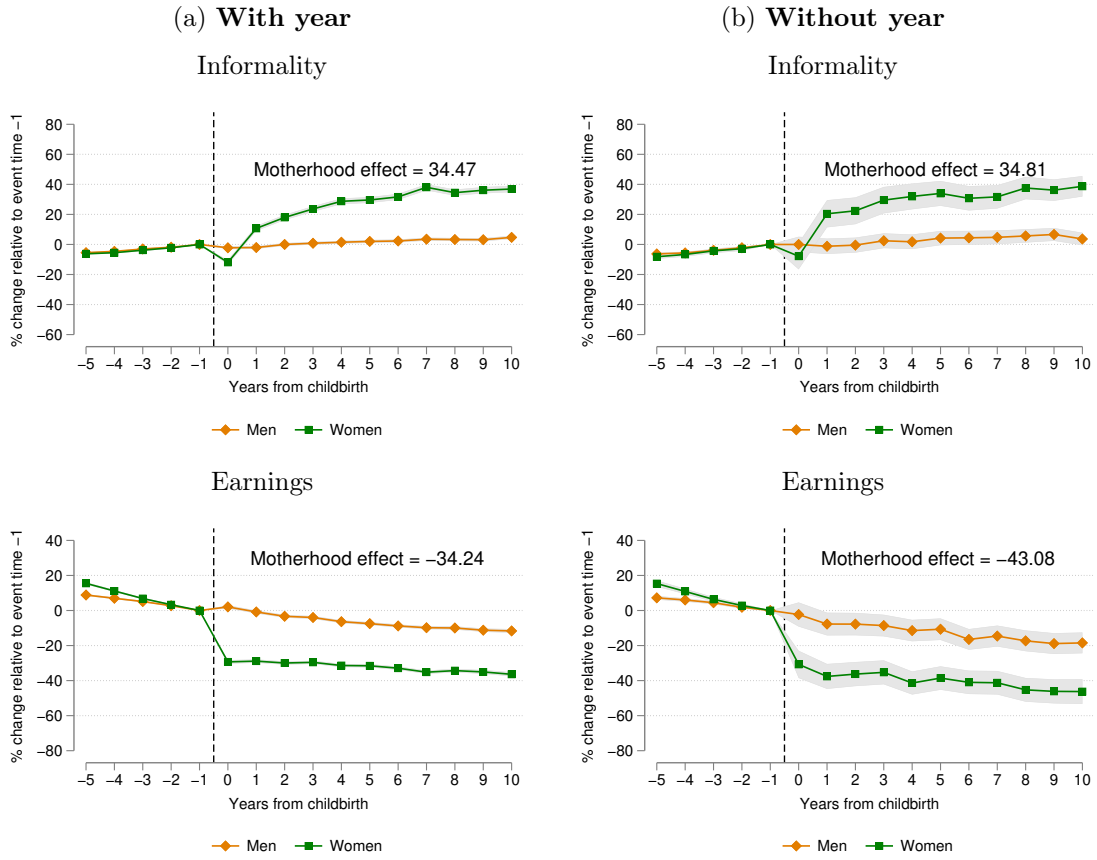 (a) With year
Informality
% change relative to event time −1
80
60
40
20
0
−20
−40
−60
Motherhood effect = 34.47
−5 −4 −3 −2 −1 0 1 2 3 4 5 6 7 8 9 10
Years from childbirth
Men Women
(b) Without year
Informality
% change relative to event time −1
80
60
40
20
0
−20
−40
−60
Motherhood effect = 34.81
−5 −4 −3 −2 −1 0 1 2 3 4 5 6 7 8 9 10
Years from childbirth
Men Women
Earnings
% change relative to event time −1
40
20
0
−20
−40
−60
−80
Motherhood effect = −34.24
−5 −4 −3 −2 −1 0 1 2 3 4 5 6 7 8 9 10
Years from childbirth
Men Women
Earnings
% change relative to event time −1
40
20
0
−20
−40
−60
−80
Motherhood effect = −43.08
−5 −4 −3 −2 −1 0 1 2 3 4 5 6 7 8 9 10
Years from childbirth
Men Women